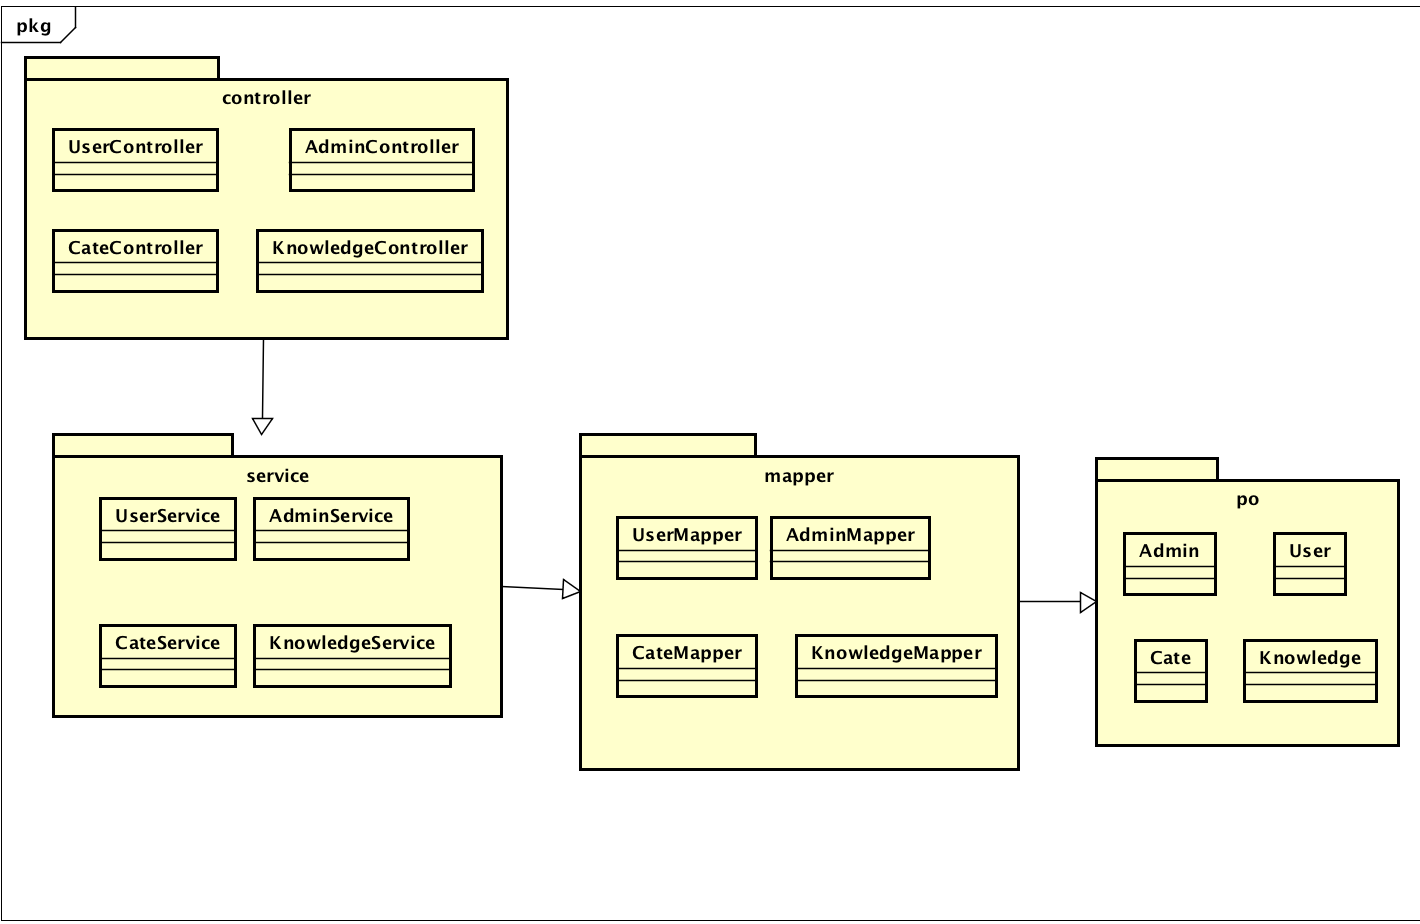 pkg
controller
UserController
AdminController
CateController
KnowledgeController
service
UserService
AdminService
CateService
KnowledgeService
mapper
UserMapper
AdminMapper
CateMapper
KnowledgeMapper
po
Admin
User
Cate
Knowledge